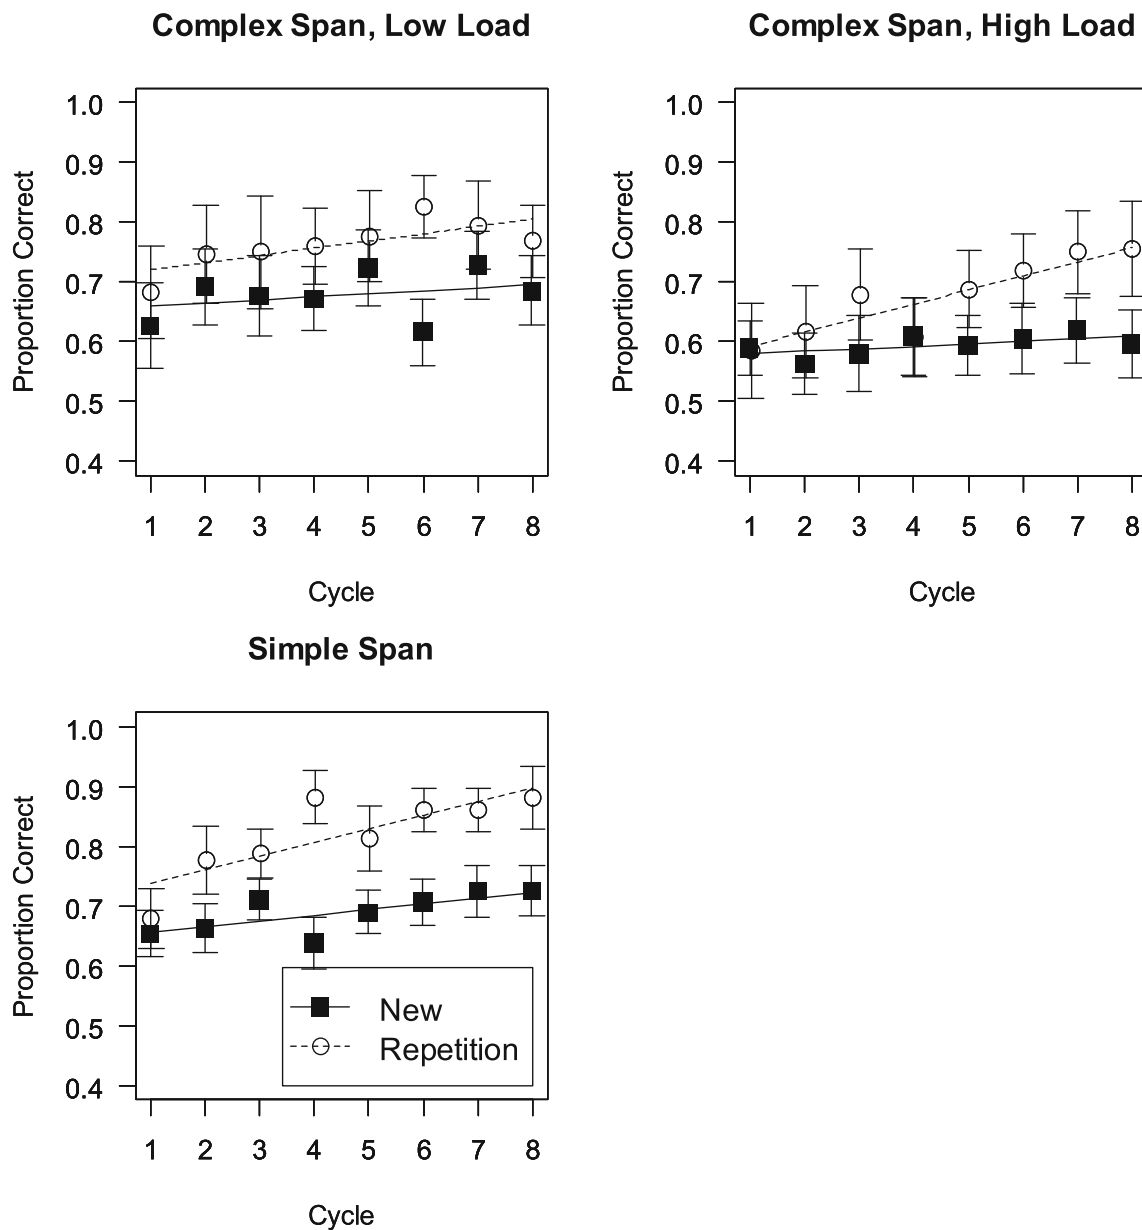 Complex Span, Low Load
Proportion Correct
1.0
0.9
0.8
0.7
0.6
0.5
0.4
1 2 3 4 5 6 7 8
Cycle
Complex Span, High Load
Proportion Correct
1.0
0.9
0.8
0.7
0.6
0.5
0.4
1 2 3 4 5 6 7 8
Cycle
Simple Span
Proportion Correct
1.0
0.9
0.8
0.7
0.6
0.5
0.4
New
Repetition
1 2 3 4 5 6 7 8
Cycle